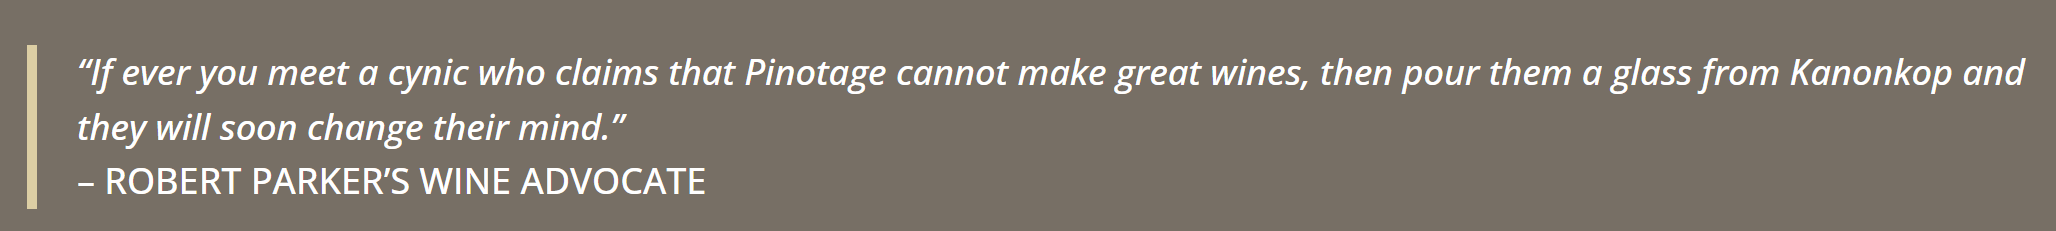 “If ever you meet a cynic who claims that Pinotage cannot make great wines, then pour them a glass from Kanonkop and
they will soon change their mind.”
– ROBERT PARKER’S WINE ADVOCATE